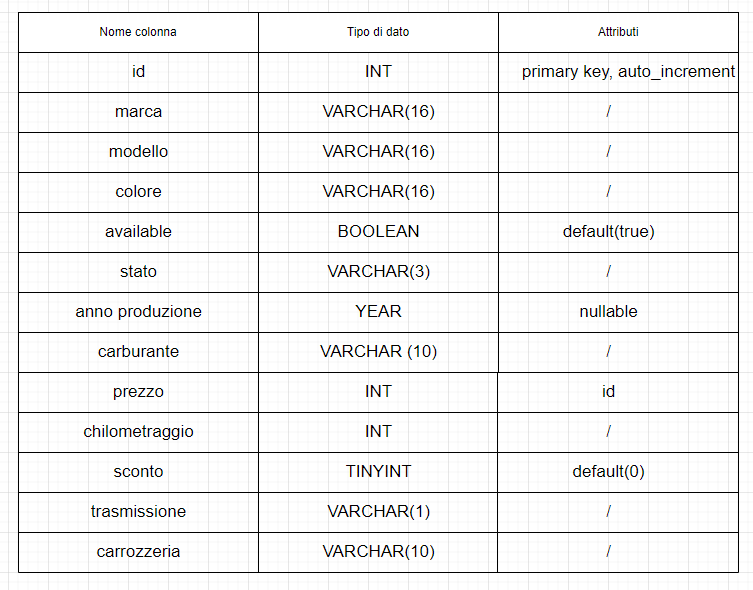 Nome colonna Tipo di dato Attributi
id INT primary key, auto_increment
marca VARCHAR(16) /
modello VARCHAR(16) /
colore VARCHAR(16) /
available BOOLEAN default(true)
stato VARCHAR(3) /
anno produzione YEAR nullable
carburante VARCHAR (10) /
prezzo INT id
chilometraggio INT /
sconto TINYINT default(0)
trasmissione VARCHAR(1) /
carrozzeria VARCHAR(10) /